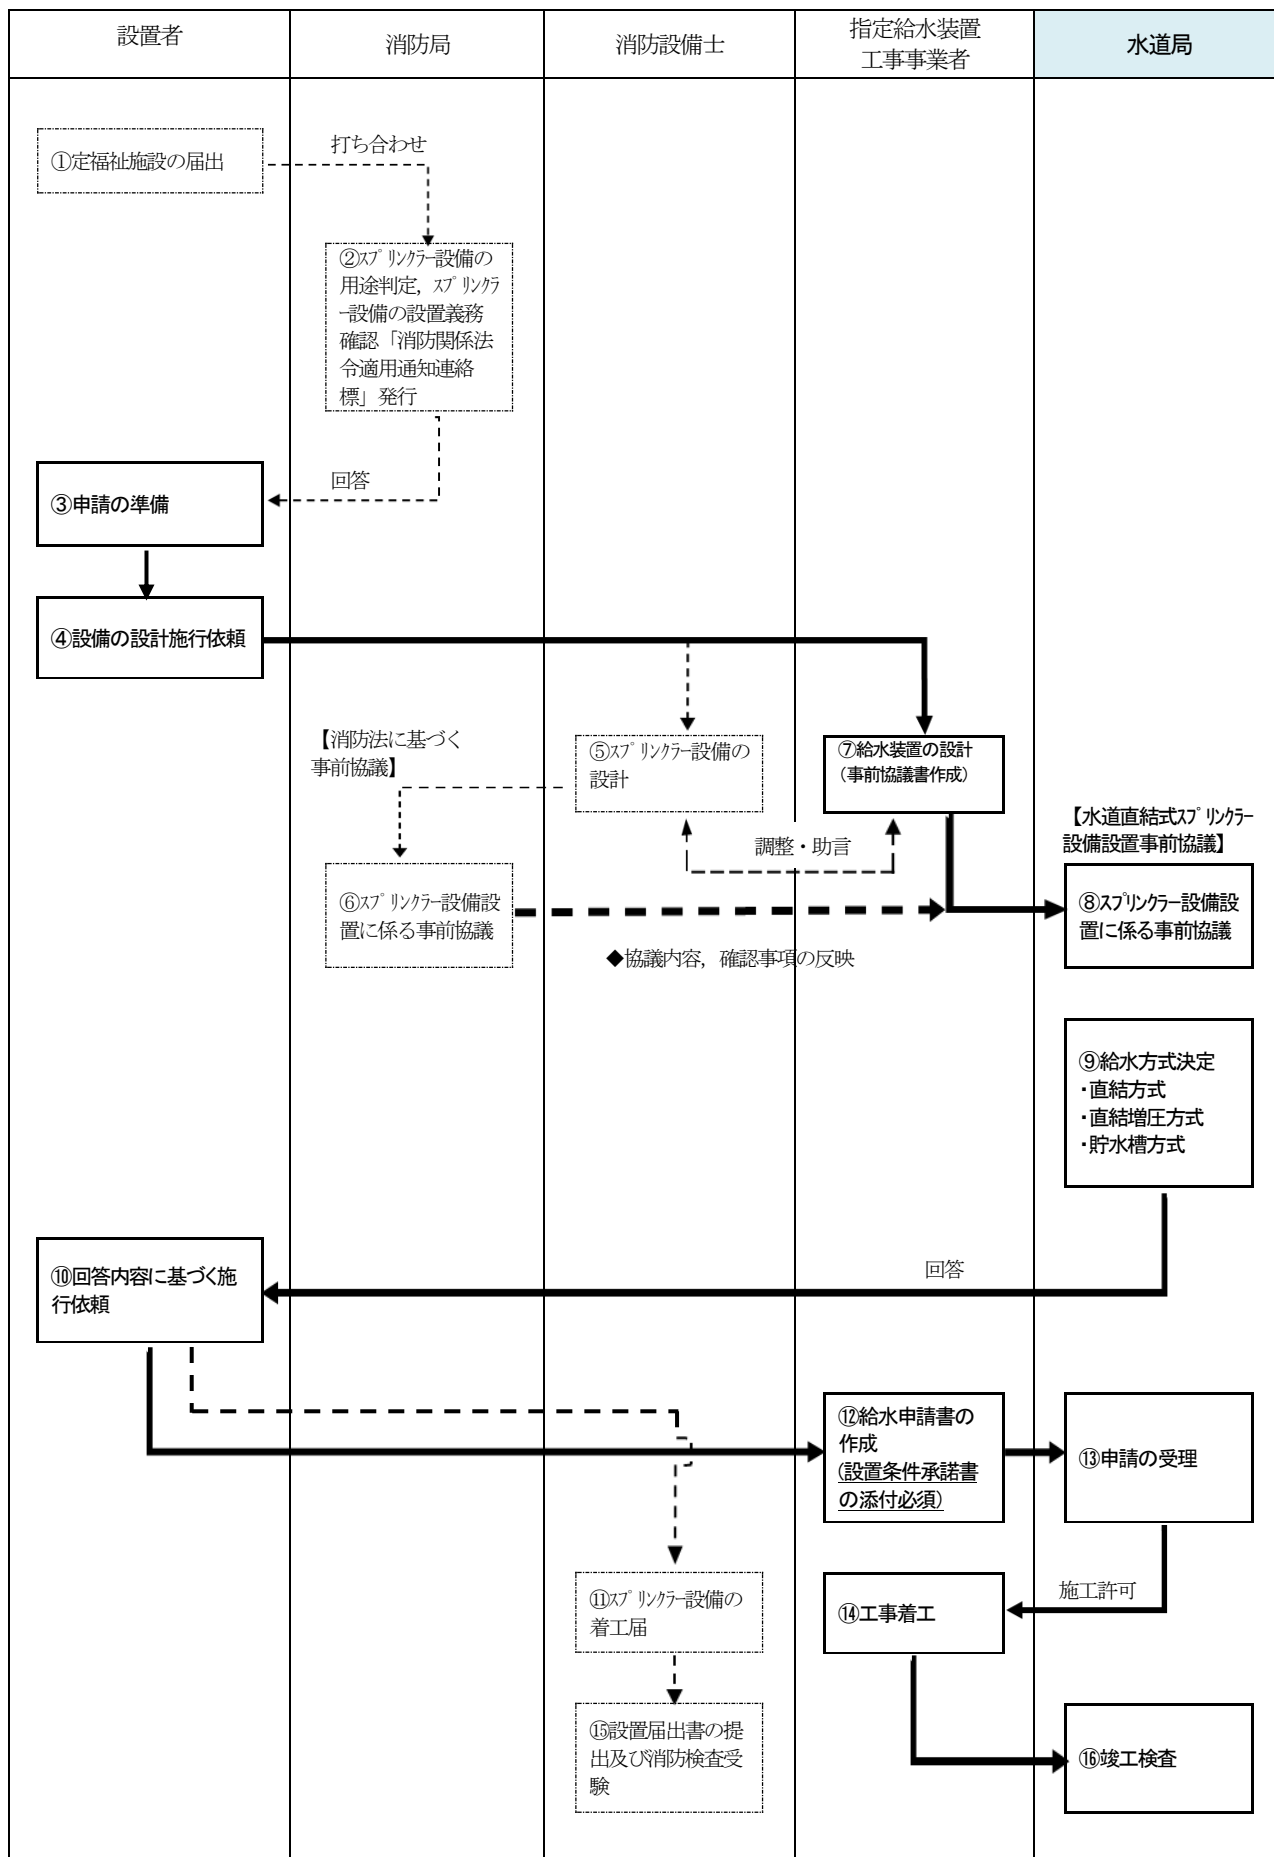 設置者
消防局
消防設備士
指定給水装置
工事事業者
水道局
①定福祉施設の届出
打ち合わせ
②ｽﾌﾟﾘﾝｸﾗｰ設備の
用途判定，ｽﾌﾟﾘﾝｸﾗ
ｰ設備の設置義務
確認「消防関係法
令適用通知連絡
標」発行
回答
③申請の準備
④設備の設計施行依頼
【消防法に基づく
事前協議】
⑤ｽﾌﾟﾘﾝｸﾗｰ設備の
設計
⑦給水装置の設計
（事前協議書作成）
調整・助言
【水道直結式ｽﾌﾟﾘﾝｸﾗｰ
設備設置事前協議】
⑥ｽﾌﾟﾘﾝｸﾗｰ設備設
置に係る事前協議
⑧ｽﾌﾟﾘﾝｸﾗｰ設備設
置に係る事前協議
◆協議内容，確認事項の反映
⑨給水方式決定
・直結方式
・直結増圧方式
・貯水槽方式
回答
⑩回答内容に基づく施
行依頼
⑫給水申請書の
作成
(設置条件承諾書
の添付必須)
⑬申請の受理
施工許可
⑪ｽﾌﾟﾘﾝｸﾗｰ設備の
着工届
⑭工事着工
⑮設置届出書の提
出及び消防検査受
験
⑯竣工検査